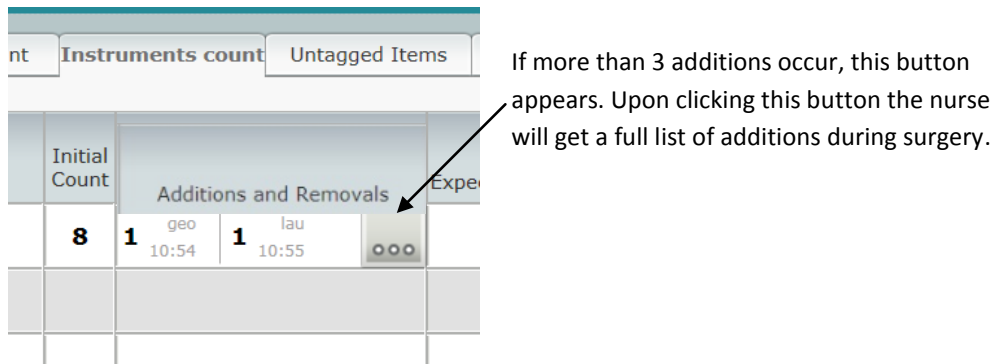 nt Instruments count Untagged Items
If more than 3 additions occur, this button
appears. Upon clicking this button the nurse
will get a full list of additions during surgery.
Initial
Count
Additions and Removals
Expe
8 1 geo 10:54 1 lau 10:55